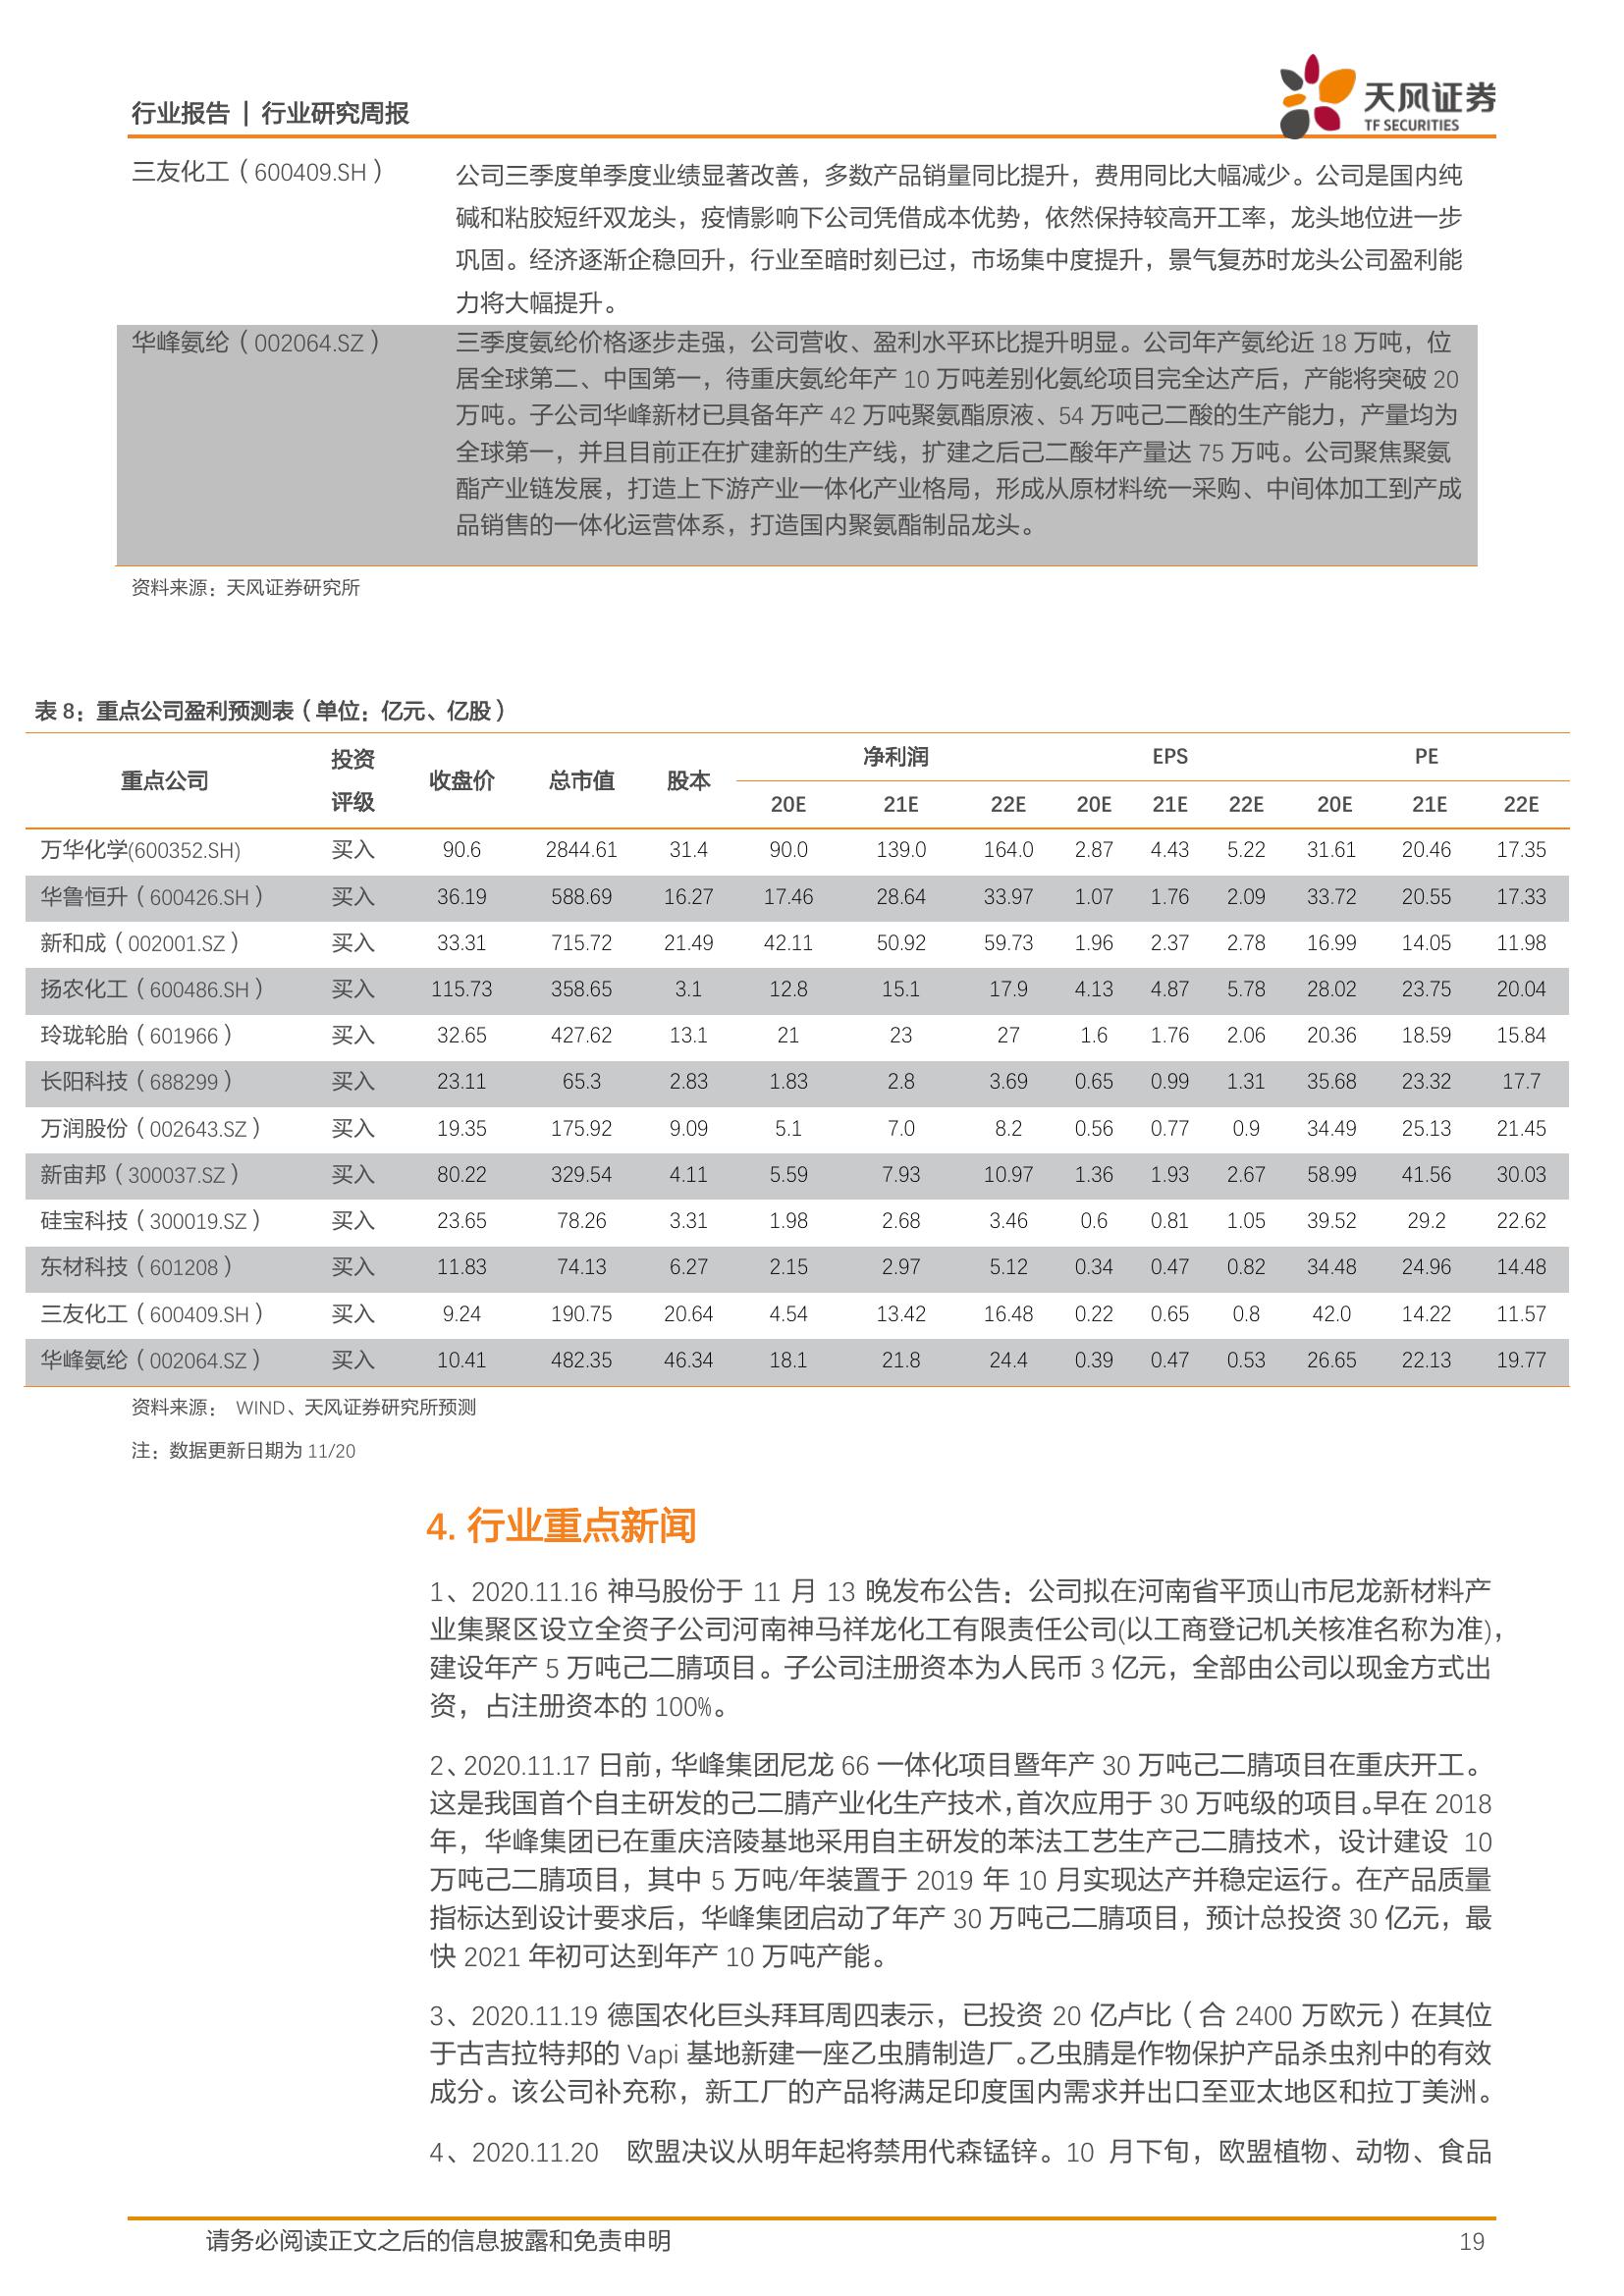 行业报告 | 行业研究周报
天风证券
TF SECURITIES
三友化工（600409.SH）
公司三季度单季度业绩显著改善，多数产品销量同比提升，费用同比大幅减少。公司是国内纯
碱和粘胶短纤双龙头，疫情影响下公司凭借成本优势，依然保持较高开工率，龙头地位进一步
巩固。经济逐渐企稳回升，行业至暗时刻已过，市场集中度提升，景气复苏时龙头公司盈利能
力将大幅提升。
华峰氨纶（002064.SZ）
三季度氨纶价格逐步走强，公司营收、盈利水平环比提升明显。公司年产氨纶近 18 万吨，位
居全球第二、中国第一，待重庆氨纶年产 10 万吨差别化氨纶项目完全达产后，产能将突破 20
万吨。子公司华峰新材已具备年产 42 万吨聚氨酯原液、54 万吨己二酸的生产能力，产量均为
全球第一，并且目前正在扩建新的生产线，扩建之后己二酸年产量达 75 万吨。公司聚焦聚氨
酯产业链发展，打造上下游产业一体化产业格局，形成从原材料统一采购、中间体加工到产成
品销售的一体化运营体系，打造国内聚氨酯制品龙头。
资料来源：天风证券研究所
表 8：重点公司盈利预测表（单位：亿元、亿股）
重点公司 投资评级 收盘价 总市值 股本 净利润 EPS PE
20E 21E 22E 20E 21E 22E 20E 21E 22E
万华化学(600352.SH) 买入 90.6 2844.61 31.4 90.0 139.0 164.0 2.87 4.43 5.22 31.61 20.46 17.35
华鲁恒升（600426.SH） 买入 36.19 588.69 16.27 17.46 28.64 33.97 1.07 1.76 2.09 33.72 20.55 17.33
新和成（002001.SZ） 买入 33.31 715.72 21.49 42.11 50.92 59.73 1.96 2.37 2.78 16.99 14.05 11.98
扬农化工（600486.SH） 买入 115.73 358.65 3.1 12.8 15.1 17.9 4.13 4.87 5.78 28.02 23.75 20.04
玲珑轮胎（601966） 买入 32.65 427.62 13.1 21 23 27 1.6 1.76 2.06 20.36 18.59 15.84
长阳科技（688299） 买入 23.11 65.3 2.83 1.83 2.8 3.69 0.65 0.99 1.31 35.68 23.32 17.7
万润股份（002643.SZ） 买入 19.35 175.92 9.09 5.1 7.0 8.2 0.56 0.77 0.9 34.49 25.13 21.45
新宙邦（300037.SZ） 买入 80.22 329.54 4.11 5.59 7.93 10.97 1.36 1.93 2.67 58.99 41.56 30.03
硅宝科技（300019.SZ） 买入 23.65 78.26 3.31 1.98 2.68 3.46 0.6 0.81 1.05 39.52 29.2 22.62
东材科技（601208） 买入 11.83 74.13 6.27 2.15 2.97 5.12 0.34 0.47 0.82 34.48 24.96 14.48
三友化工（600409.SH） 买入 9.24 190.75 20.64 4.54 13.42 16.48 0.22 0.65 0.8 42.0 14.22 11.57
华峰氨纶（002064.SZ） 买入 10.41 482.35 46.34 18.1 21.8 24.4 0.39 0.47 0.53 26.65 22.13 19.77
资料来源： WIND、天风证券研究所预测
注：数据更新日期为 11/20
4. 行业重点新闻
1、2020.11.16 神马股份于 11 月 13 晚发布公告：公司拟在河南省平顶山市尼龙新材料产
业集聚区设立全资子公司河南神马祥龙化工有限责任公司(以工商登记机关核准名称为准)，
建设年产 5 万吨己二腈项目。子公司注册资本为人民币 3 亿元，全部由公司以现金方式出
资，占注册资本的 100%。
2、2020.11.17 日前，华峰集团尼龙 66 一体化项目暨年产 30 万吨己二腈项目在重庆开工。
这是我国首个自主研发的己二腈产业化生产技术，首次应用于 30 万吨级的项目。早在 2018
年，华峰集团已在重庆涪陵基地采用自主研发的苯法工艺生产己二腈技术，设计建设 10
万吨己二腈项目，其中 5 万吨/年装置于 2019 年 10 月实现达产并稳定运行。在产品质量
指标达到设计要求后，华峰集团启动了年产 30 万吨己二腈项目，预计总投资 30 亿元，最
快 2021 年初可达到年产 10 万吨产能。
3、2020.11.19 德国农化巨头拜耳周四表示，已投资 20 亿卢比（合 2400 万欧元）在其位
于古吉拉特邦的 Vapi 基地新建一座乙虫腈制造厂。乙虫腈是作物保护产品杀虫剂中的有效
成分。该公司补充称，新工厂的产品将满足印度国内需求并出口至亚太地区和拉丁美洲。
4、2020.11.20 欧盟决议从明年起将禁用代森锰锌。10 月下旬，欧盟植物、动物、食品
请务必阅读正文之后的信息披露和免责申明
19